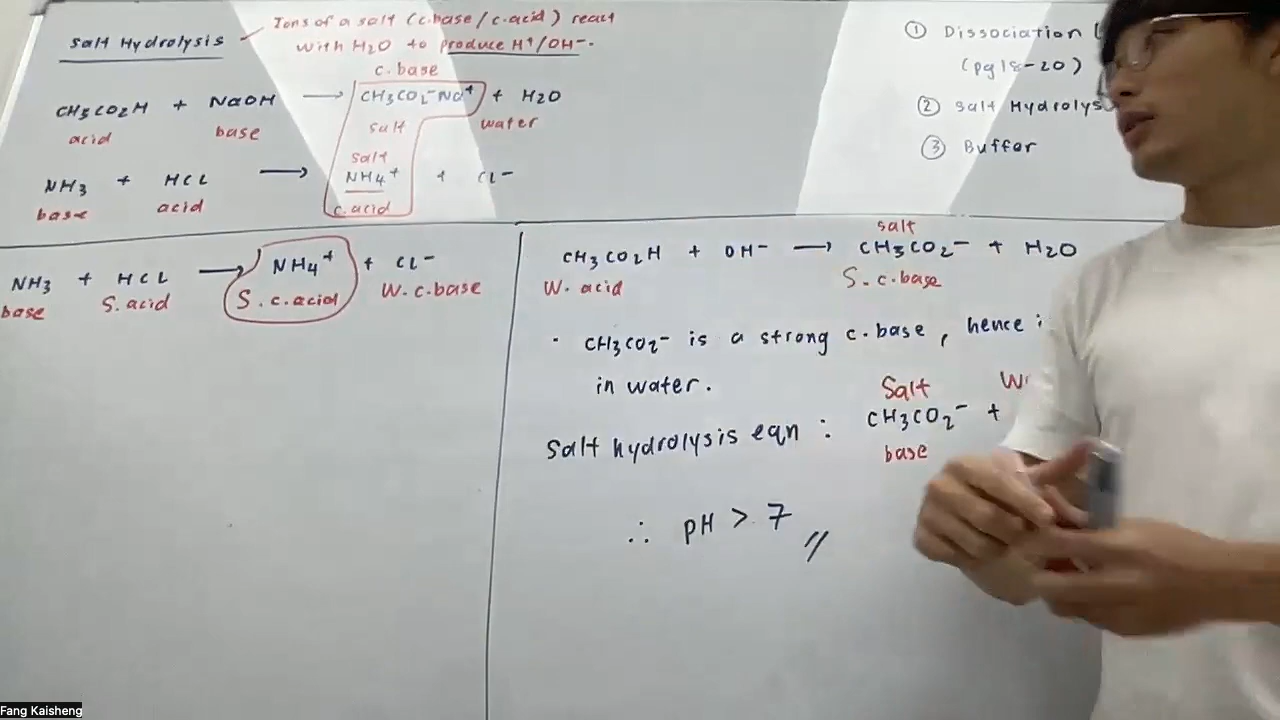 Salt Hydrolysis
Ions of a salt (c.base/c.acid) react
with H2O to produce H+/OH-.
c.base
CH3CO2H + NaOH ⟶ CH3CO2-Na+ + H2O
acid base salt water
salt
NH3 + HCl ⟶ NH4+ + Cl-
base acid c.acid
① Dissociation (
(pg18-20)
② Salt Hydrolys
③ Buffer
NH3 + HCl ⟶ NH4+ + Cl-
base S. acid S. c. acid W. c. base
salt
CH3CO2H + OH- ⟶ CH3CO2- + H2O
W. acid S. c. base
· CH3CO2- is a strong c. base, hence
in water.
Salt W
Salt hydrolysis eqn : CH3CO2- +
base
∴ pH > 7 //
Fang Kaisheng